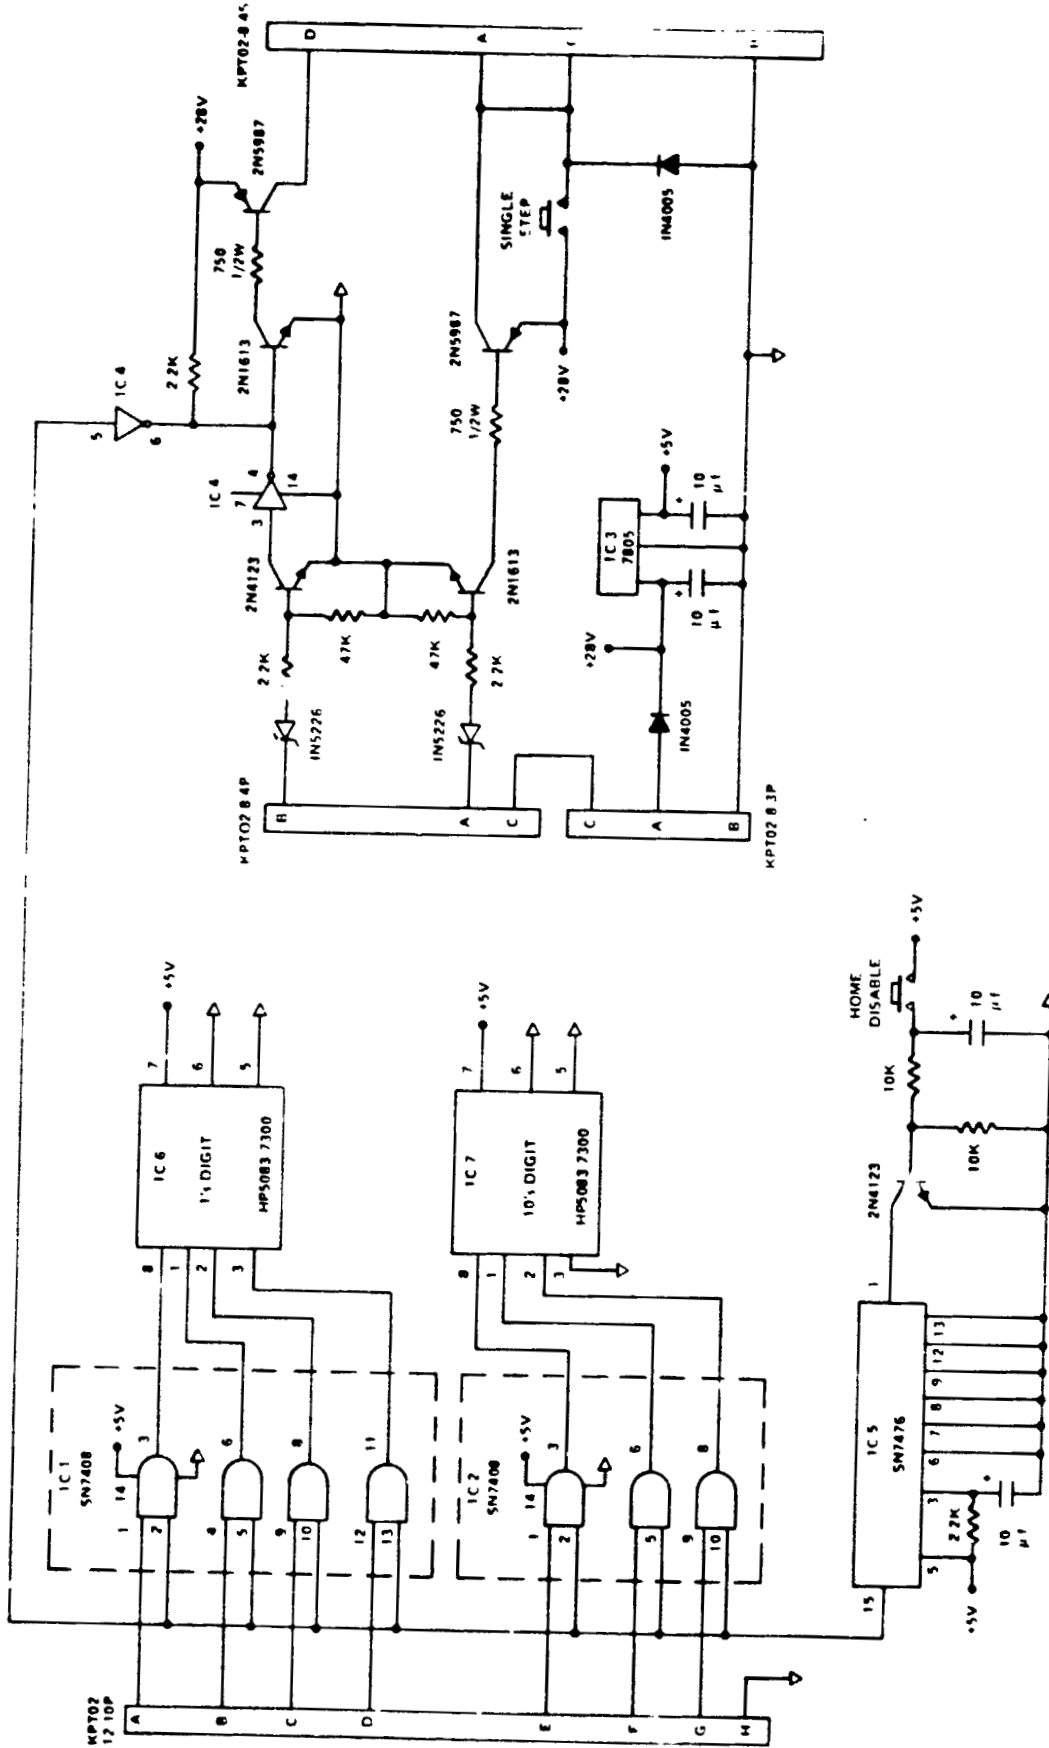 KPT02
12 10P
A
B
C
D
E
F
G
H
IC 1
SN7408
+5V
14
1
2
3
4
5
6
9
10
8
12
13
11
IC 2
SN7408
+5V
14
1
2
3
5
6
9
10
8
IC 6
1's DIGIT
HP5083 7300
8
1
2
3
7
6
5
+5V
IC 7
10's DIGIT
HP5083 7300
8
1
2
3
7
6
5
+5V
IC 5
SN7476
15
1
5
3
6
7
8
9
12
13
+5V
2 2K
+
10
μf
2N4123
10K
10K
HOME
DISABLE
+5V
+
10
μf
KPT02 8 4P
B
A
C
KPT02 8 3P
C
A
B
1N5226
1N5226
2 2K
2 2K
47K
47K
2N4123
2N1613
IC 4
3
7
4
14
IC 4
5
6
2 2K
2N1613
750
1/2W
2N5987
+28V
750
1/2W
2N5987
+28V
SINGLE
STEP
1N4005
1N4005
+28V
IC 3
7805
+
10
μf
+
10
μf
+5V
KPT02-8 4S
D
A